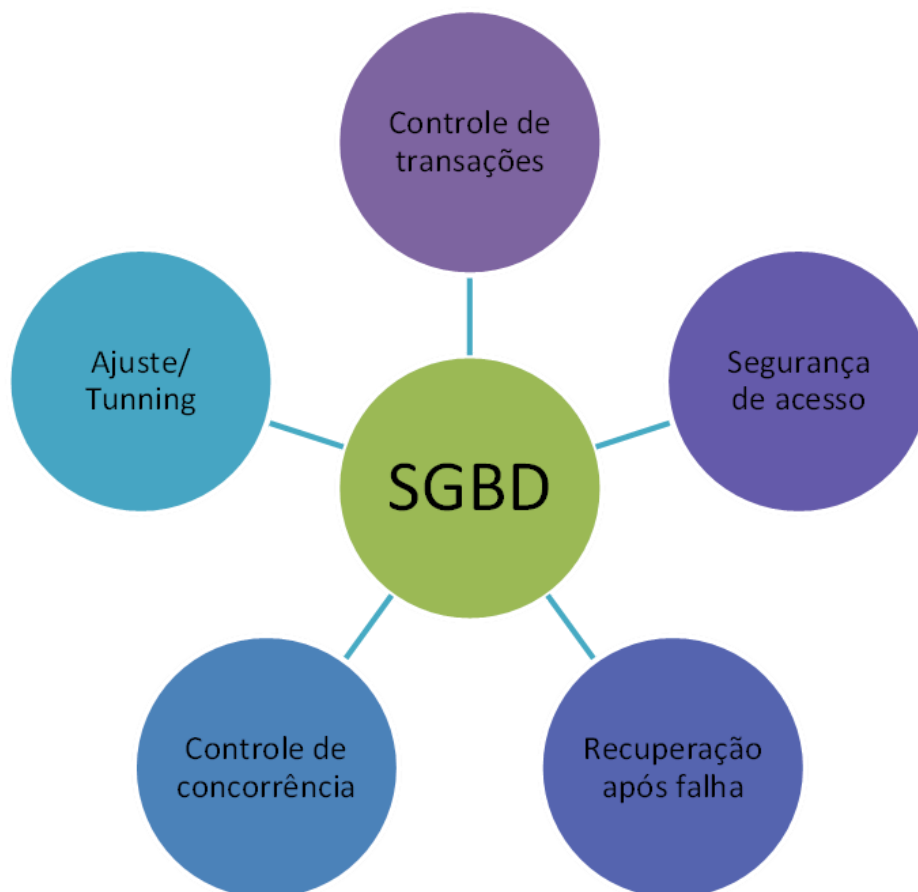 Controle de
transações
Ajuste/
Tunning
Segurança
de acesso
SGBD
Controle de
concorrência
Recuperação
após falha